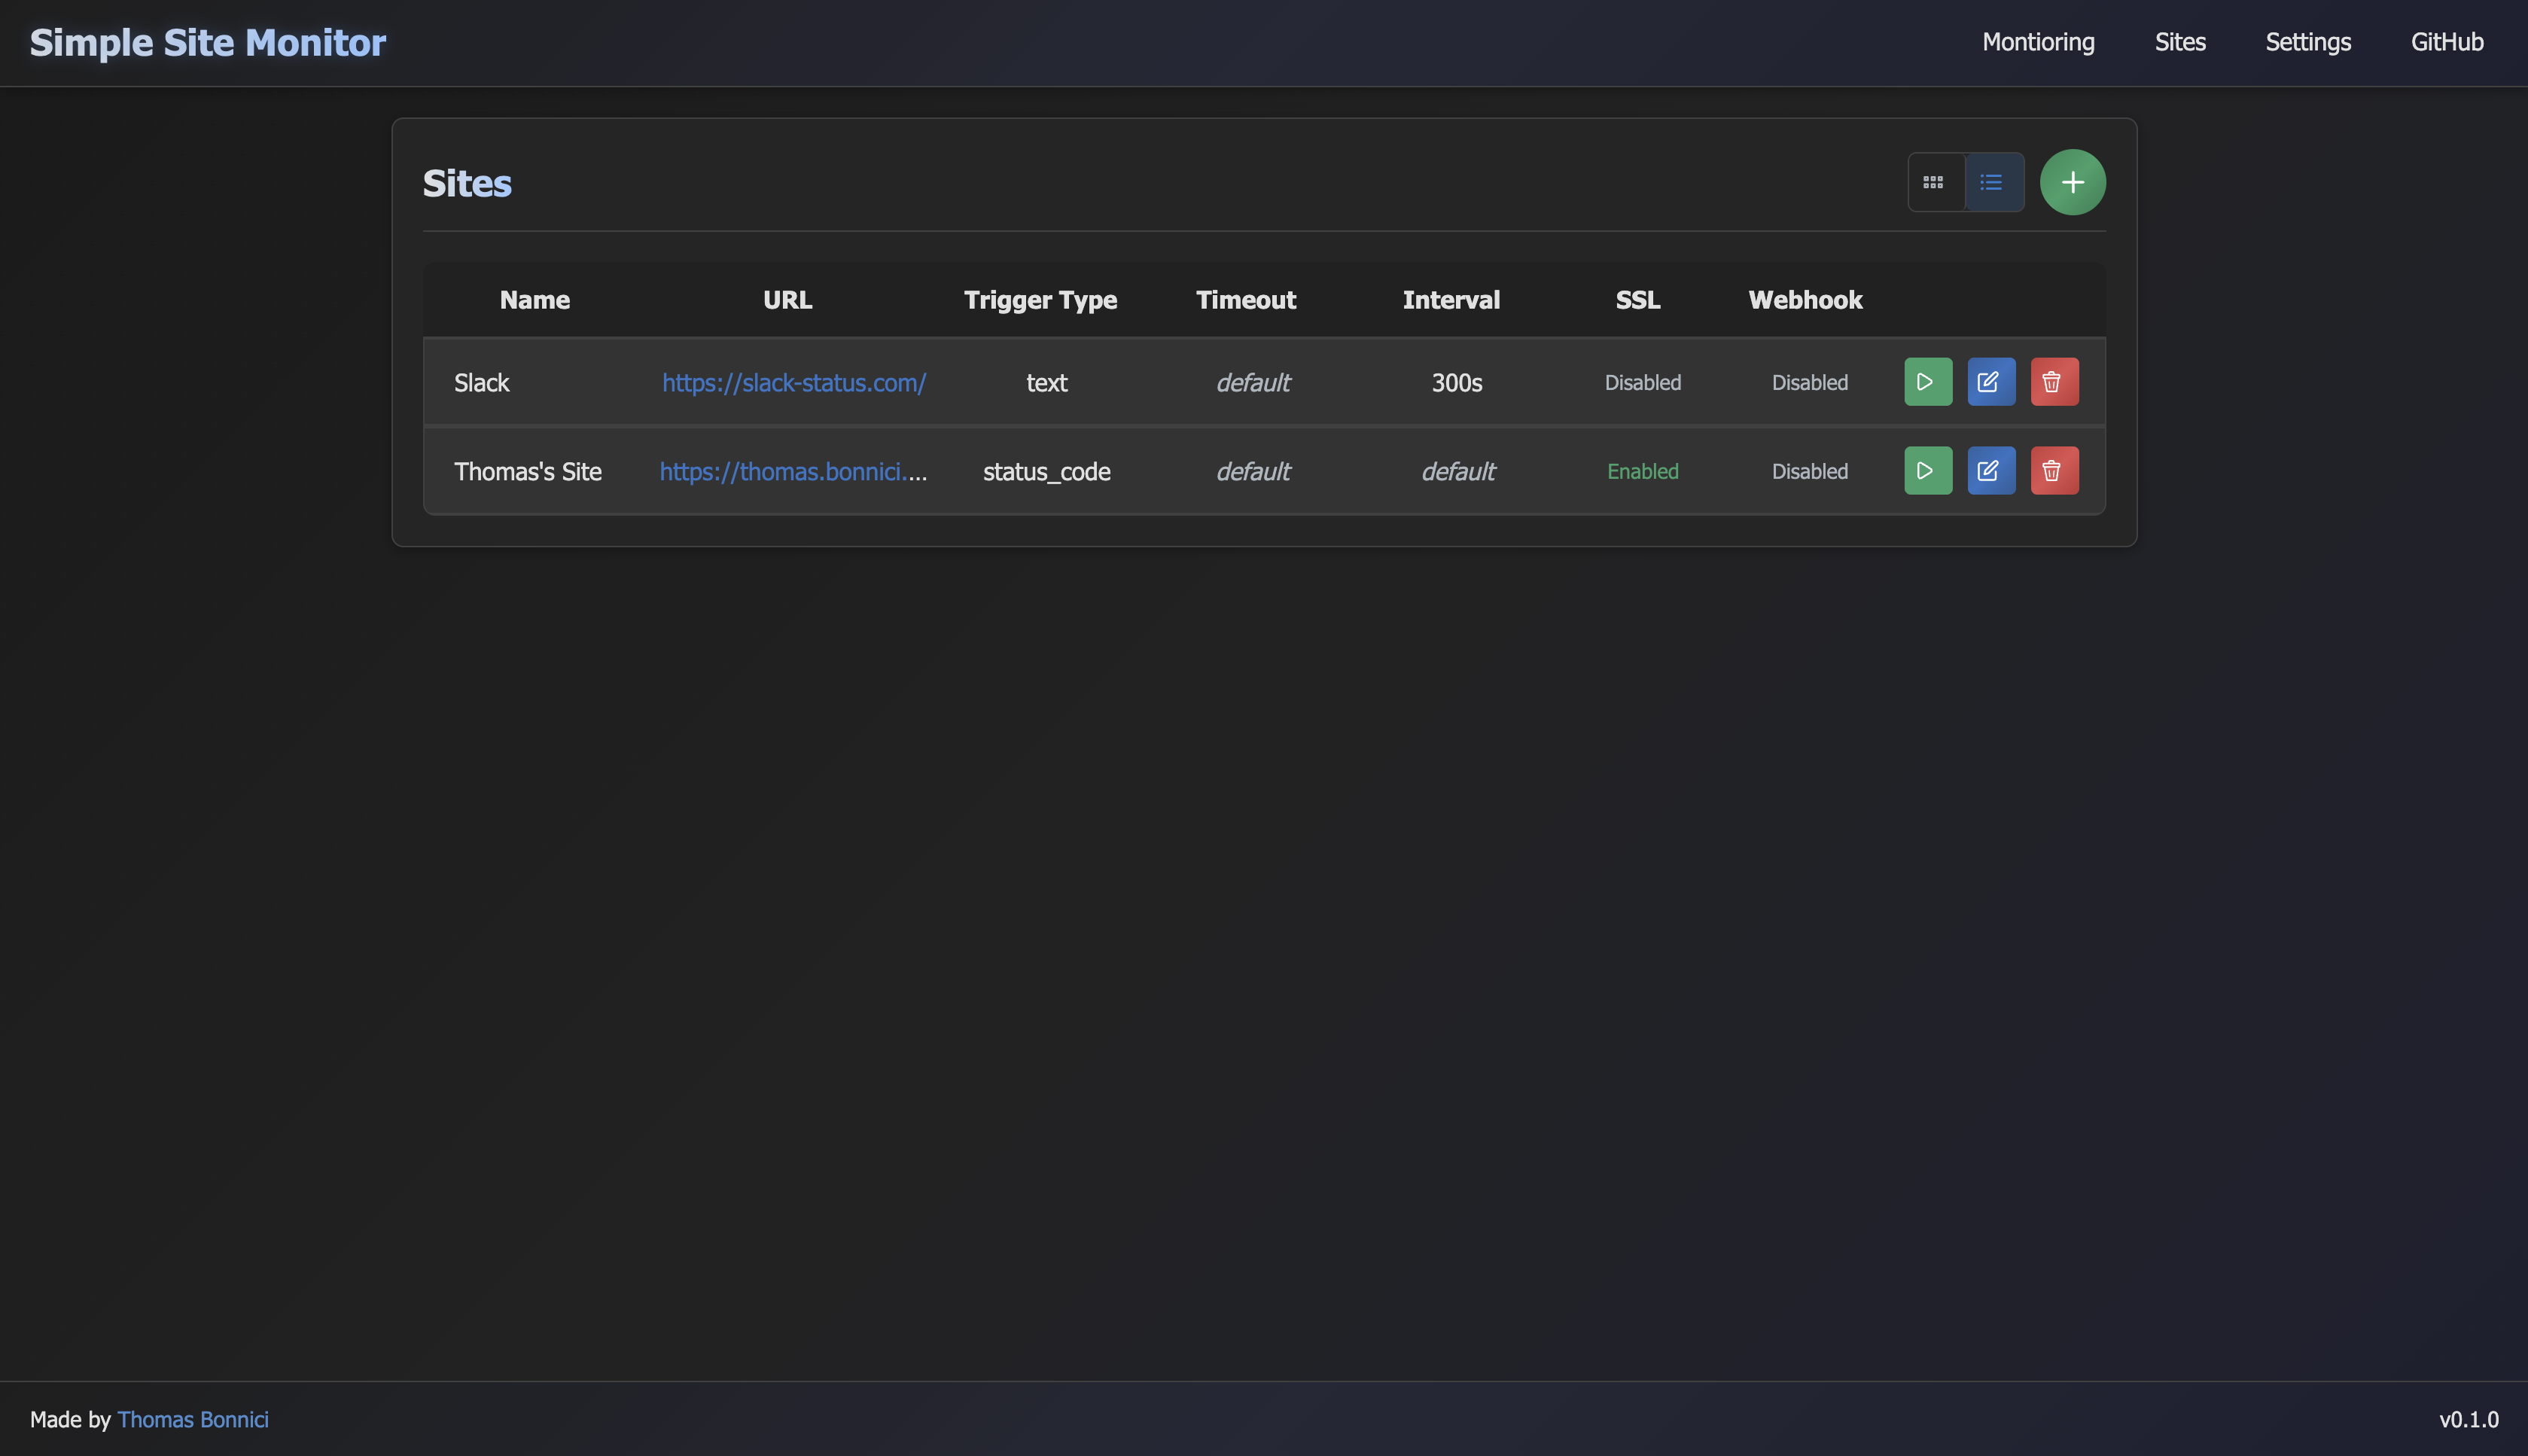 Simple Site Monitor Montioring Sites Settings GitHub
Sites
Name URL Trigger Type Timeout Interval SSL Webhook
Slack https://slack-status.com/ text default 300s Disabled Disabled
Thomas's Site https://thomas.bonnici.... status_code default default Enabled Disabled
Made by Thomas Bonnici v0.1.0